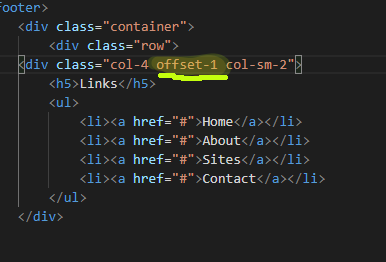 Footer>
<div class="container">
<div class="row">
<div class="col-4 offset-1 col-sm-2">
<h5>Links</h5>
<ul>
<li><a href="#">Home</a></li>
<li><a href="#">About</a></li>
<li><a href="#">Sites</a></li>
<li><a href="#">Contact</a></li>
</ul>
</div>